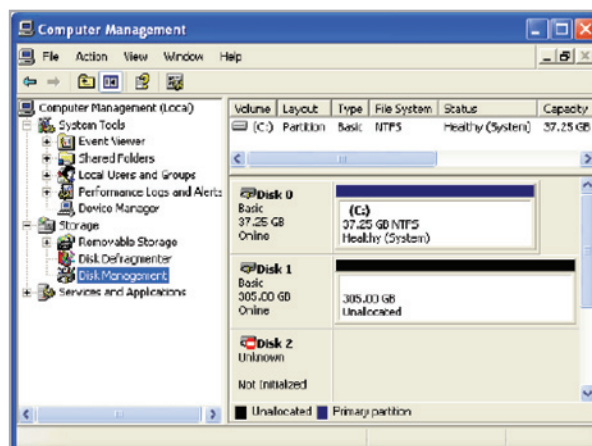 Computer Management
File Action View Window Help
Computer Management (Local)
System Tools
Event Viewer
Shared Folders
Local Users and Groups
Performance Logs and Alerts
Device Manager
Storage
Removable Storage
Disk Defragmenter
Disk Management
Services and Applications
Volume Layout Type File System Status Capacity
(C:) Partition Basic NTFS Healthy (System) 37.25 GB
Disk 0
Basic
37.25 GB
Online
(C:)
37.25 GB NTFS
Healthy (System)
Disk 1
Basic
305.00 GB
Online
305.00 GB
Unallocated
Disk 2
Unknown
Not Initialized
Unallocated Primary partition